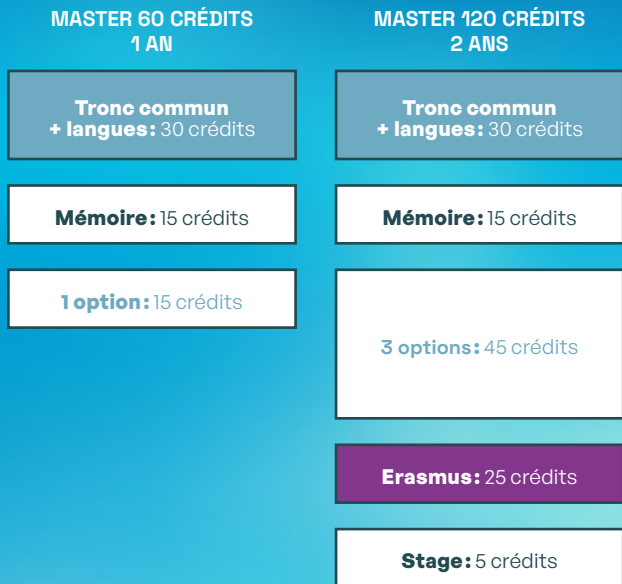 MASTER 60 CRÉDITS
1 AN
Tronc commun
+ langues: 30 crédits
Mémoire: 15 crédits
1 option: 15 crédits
MASTER 120 CRÉDITS
2 ANS
Tronc commun
+ langues: 30 crédits
Mémoire: 15 crédits
3 options: 45 crédits
Erasmus: 25 crédits
Stage: 5 crédits